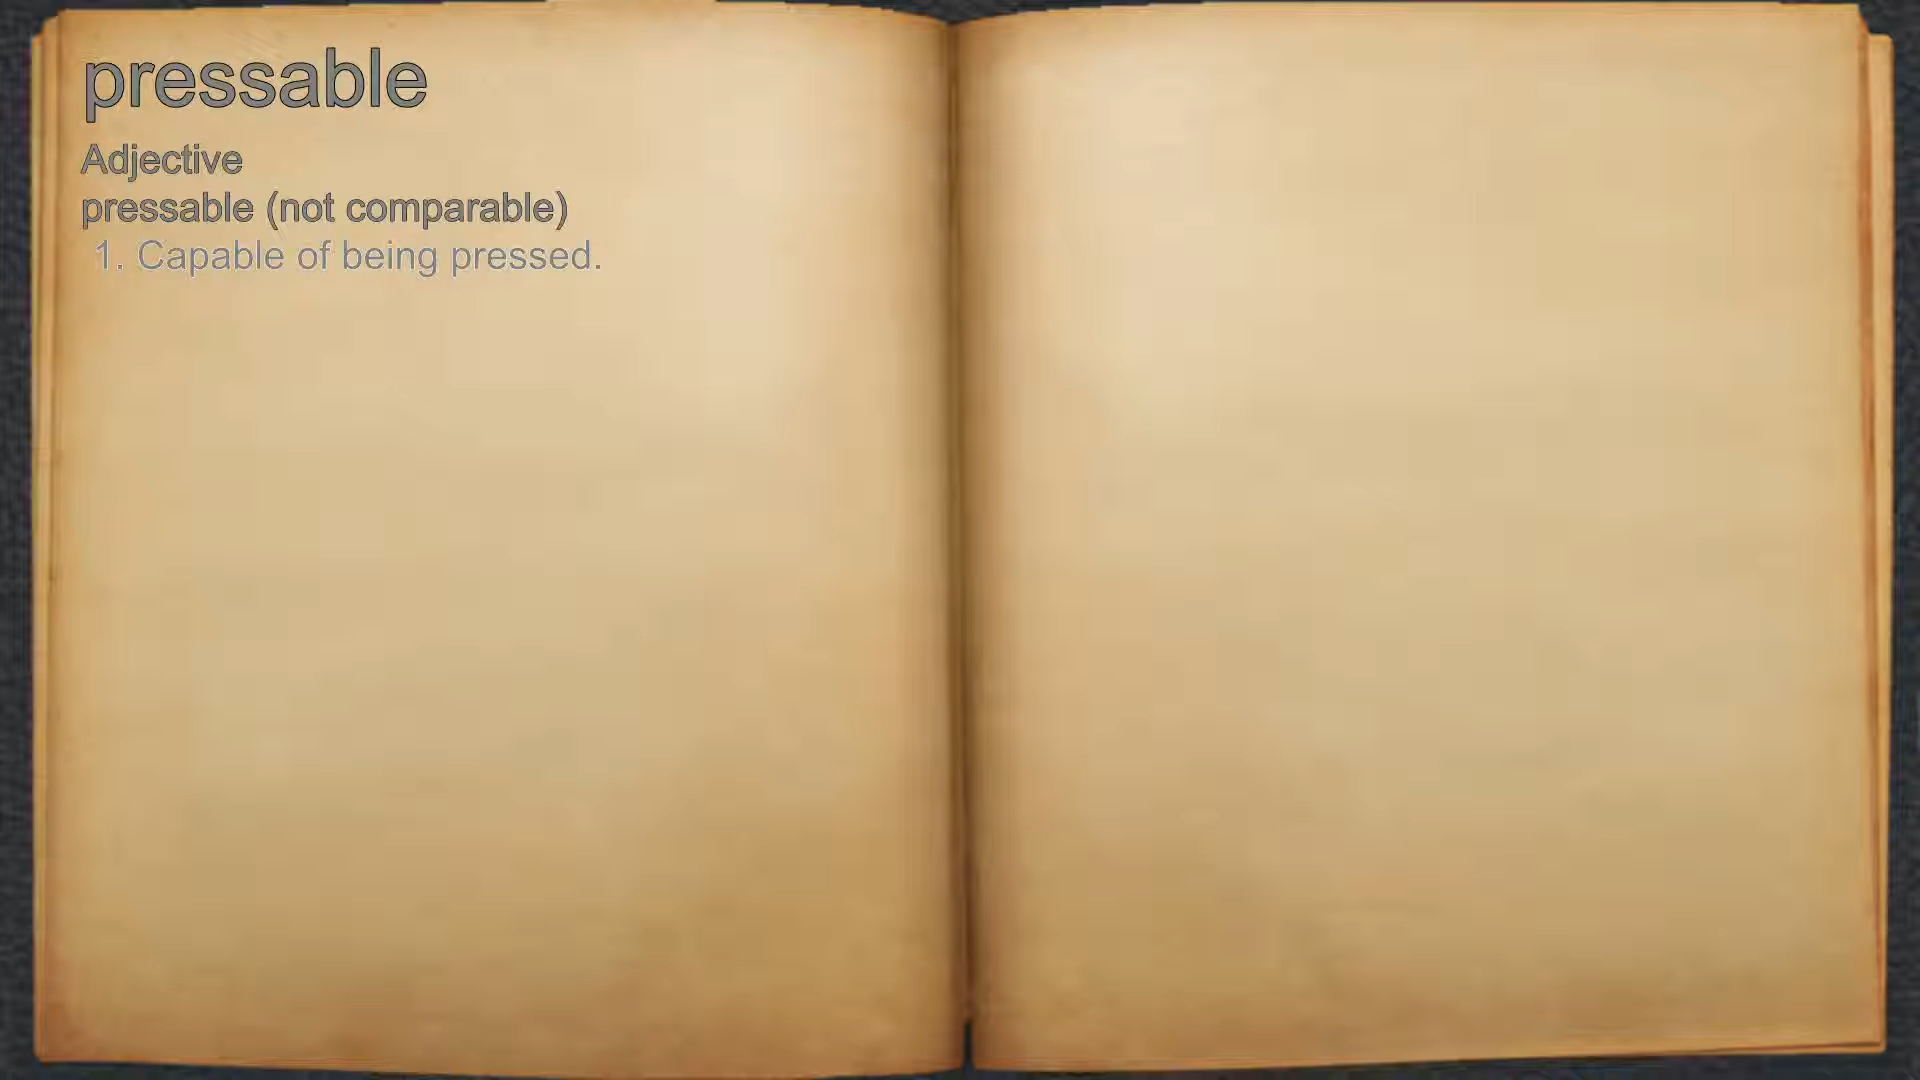 pressable
Adjective
pressable (not comparable)
1. Capable of being pressed.